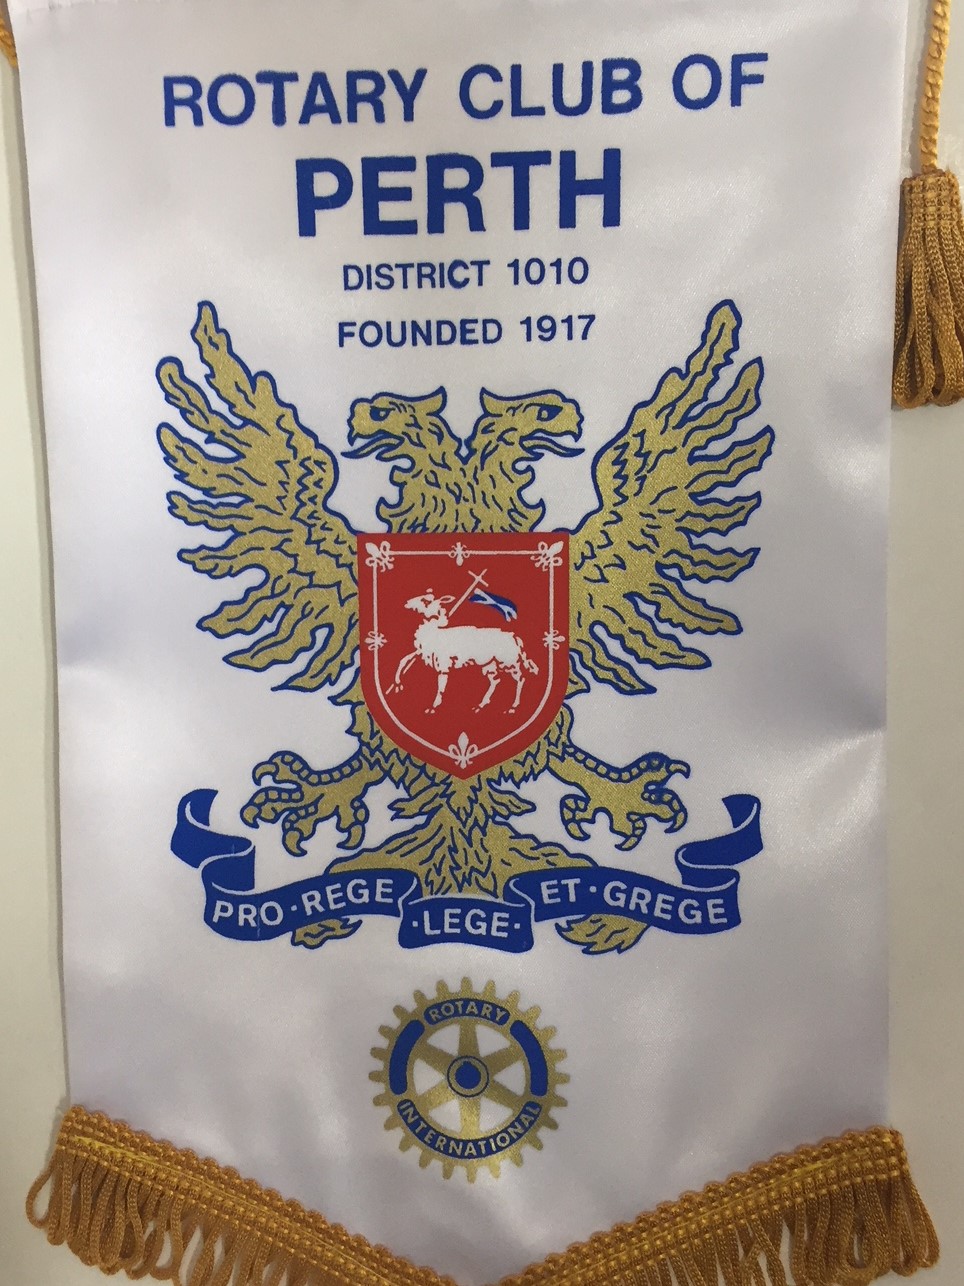 ROTARY CLUB OF
PERTH
DISTRICT 1010
FOUNDED 1917
PRO · REGE · LEGE · ET · GREGE
ROTARY
INTERNATIONAL